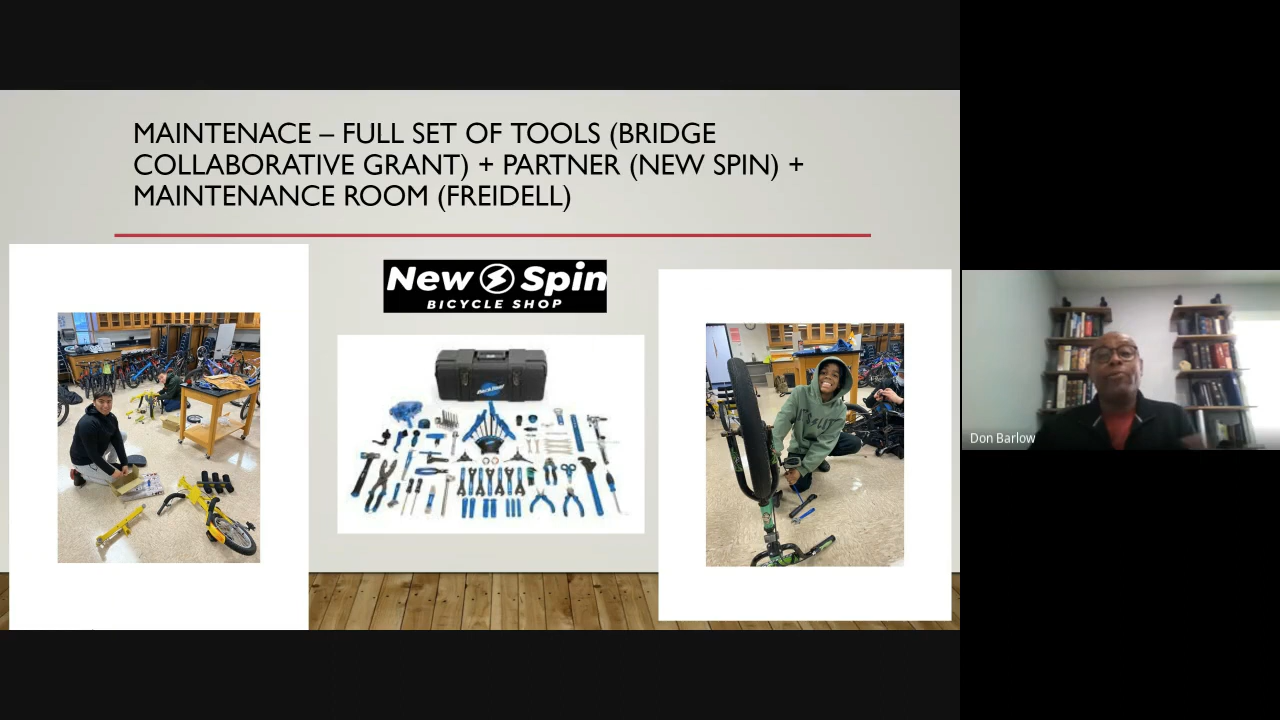 MAINTENACE – FULL SET OF TOOLS (BRIDGE
COLLABORATIVE GRANT) + PARTNER (NEW SPIN) +
MAINTENANCE ROOM (FREIDELL)
New Spin
BICYCLE SHOP
Don Barlow